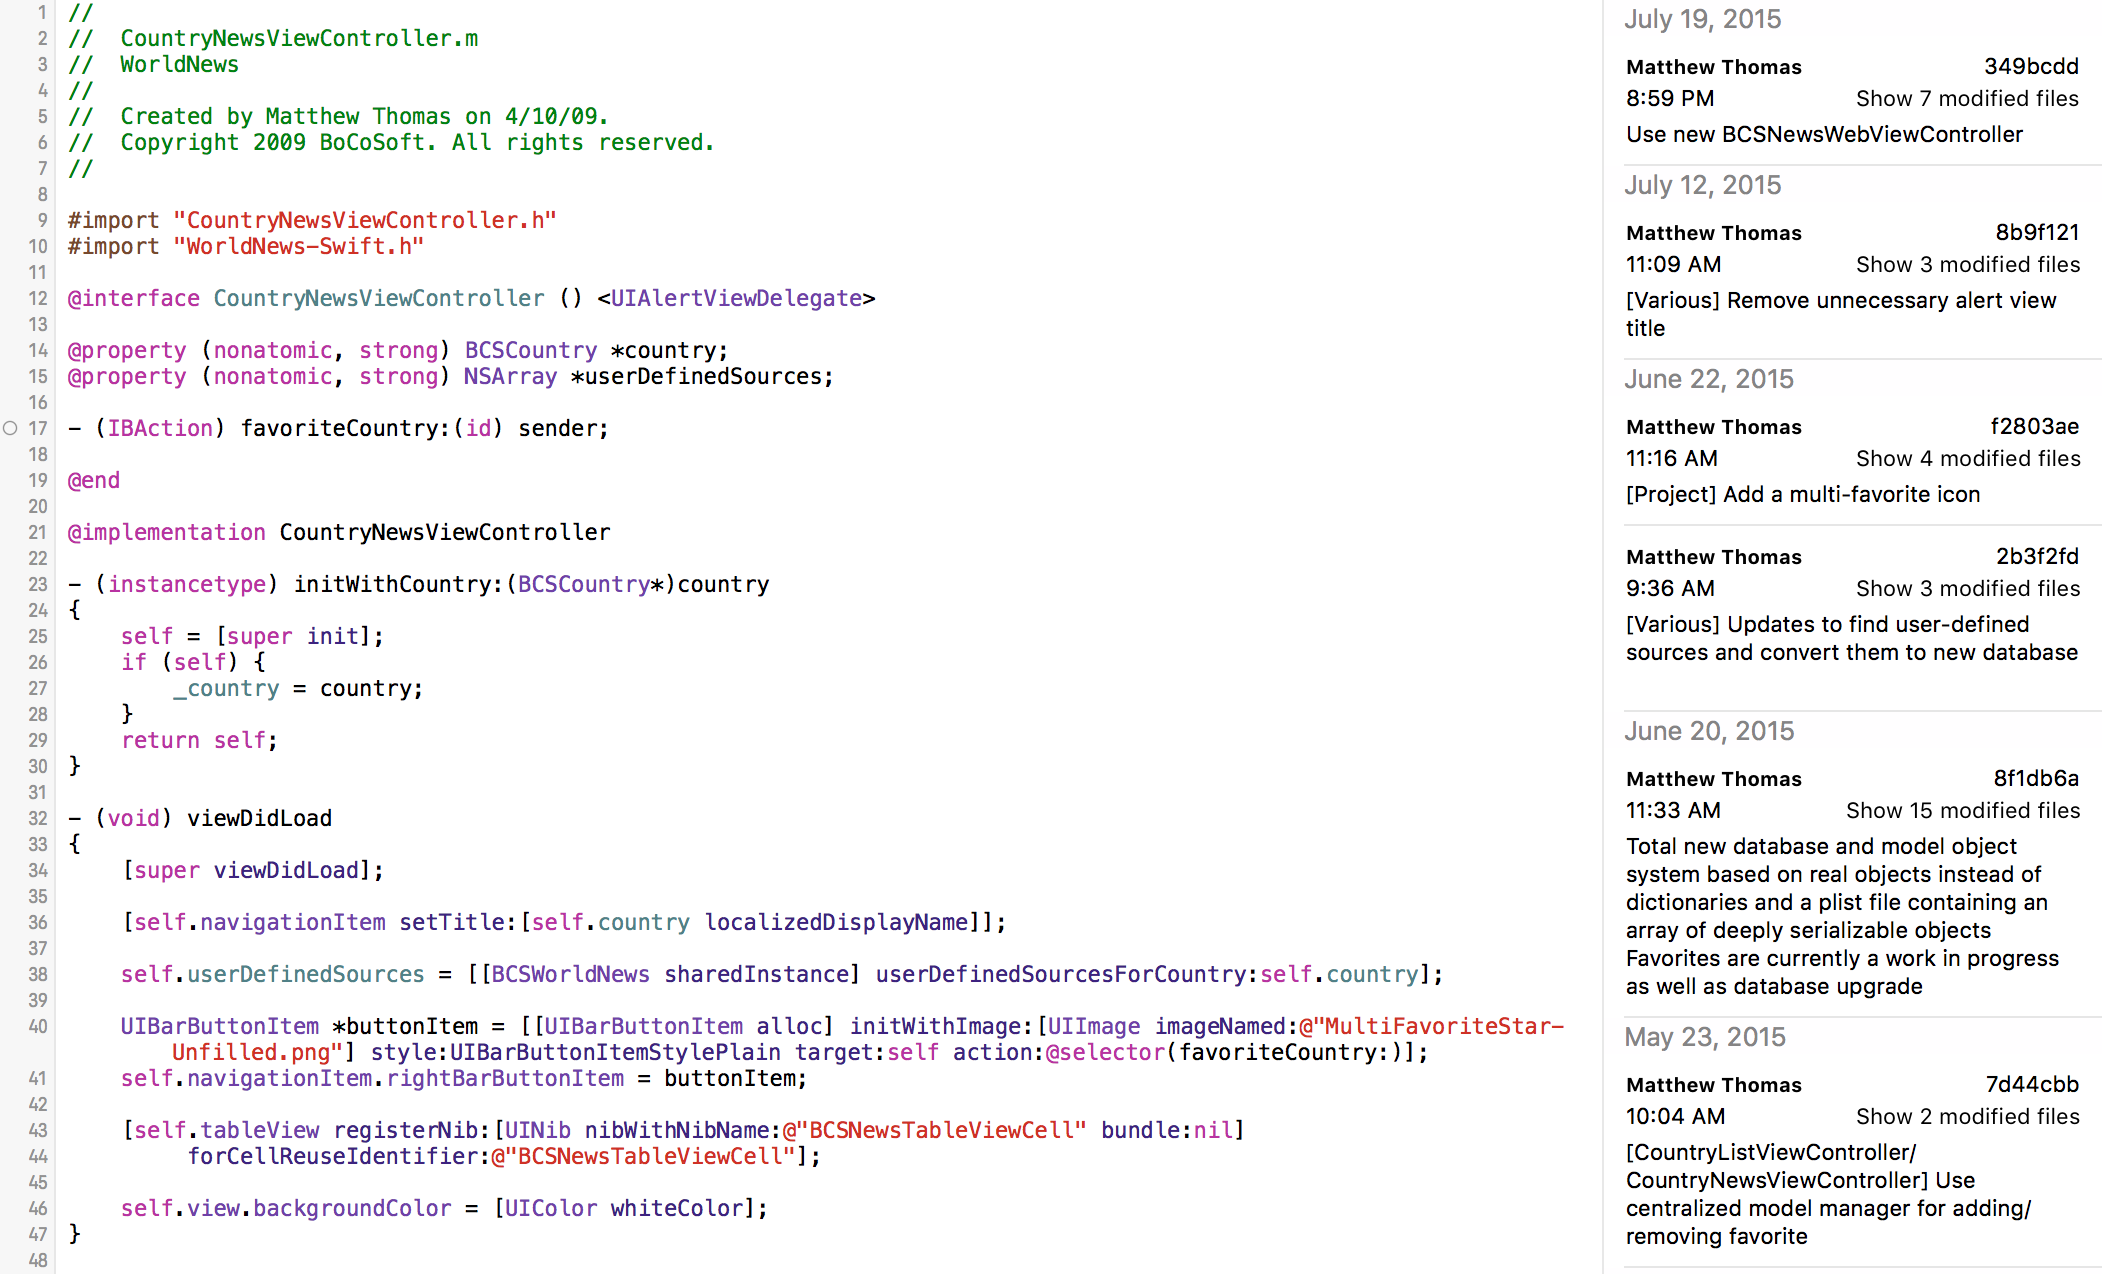 1 //
2 //  CountryNewsViewController.m
3 //  WorldNews
4 //
5 //  Created by Matthew Thomas on 4/10/09.
6 //  Copyright 2009 BoCoSoft. All rights reserved.
7 //
8
9 #import "CountryNewsViewController.h"
10 #import "WorldNews-Swift.h"
11
12 @interface CountryNewsViewController () <UIAlertViewDelegate>
13
14 @property (nonatomic, strong) BCSCountry *country;
15 @property (nonatomic, strong) NSArray *userDefinedSources;
16
17 - (IBAction) favoriteCountry:(id) sender;
18
19 @end
20
21 @implementation CountryNewsViewController
22
23 - (instancetype) initWithCountry:(BCSCountry*)country
24 {
25     self = [super init];
26     if (self) {
27         _country = country;
28     }
29     return self;
30 }
31
32 - (void) viewDidLoad
33 {
34     [super viewDidLoad];
35
36     [self.navigationItem setTitle:[self.country localizedDisplayName]];
37
38     self.userDefinedSources = [[BCSWorldNews sharedInstance] userDefinedSourcesForCountry:self.country];
39
40     UIBarButtonItem *buttonItem = [[UIBarButtonItem alloc] initWithImage:[UIImage imageNamed:@"MultiFavoriteStar-
Unfilled.png"] style:UIBarButtonItemStylePlain target:self action:@selector(favoriteCountry:)];
41     self.navigationItem.rightBarButtonItem = buttonItem;
42
43     [self.tableView registerNib:[UINib nibWithNibName:@"BCSNewsTableViewCell" bundle:nil]
44          forCellReuseIdentifier:@"BCSNewsTableViewCell"];
45
46     self.view.backgroundColor = [UIColor whiteColor];
47 }
48
July 19, 2015
Matthew Thomas 349bcdd
8:59 PM Show 7 modified files
Use new BCSNewsWebViewController
July 12, 2015
Matthew Thomas 8b9f121
11:09 AM Show 3 modified files
[Various] Remove unnecessary alert view
title
June 22, 2015
Matthew Thomas f2803ae
11:16 AM Show 4 modified files
[Project] Add a multi-favorite icon
Matthew Thomas 2b3f2fd
9:36 AM Show 3 modified files
[Various] Updates to find user-defined
sources and convert them to new database
June 20, 2015
Matthew Thomas 8f1db6a
11:33 AM Show 15 modified files
Total new database and model object
system based on real objects instead of
dictionaries and a plist file containing an
array of deeply serializable objects
Favorites are currently a work in progress
as well as database upgrade
May 23, 2015
Matthew Thomas 7d44cbb
10:04 AM Show 2 modified files
[CountryListViewController/
CountryNewsViewController] Use
centralized model manager for adding/
removing favorite